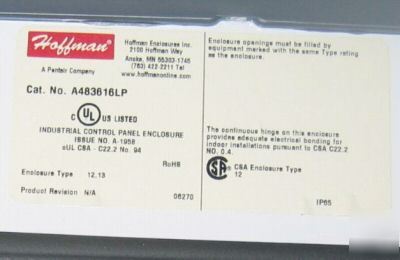 Hoffman
A Pentair Company
Hoffman Enclosures Inc.
2100 Hoffman Way
Anoka, MN 55303-1745
(763) 422-2211 Tel
www.hoffmanonline.com
Cat. No. A483616LP
C UL US LISTED
INDUSTRIAL CONTROL PANEL ENCLOSURE
ISSUE NO. A-1958
cUL CSA - C22.2 No. 94
RoHS
Enclosure Type 12,13
Product Revision N/A
06270
Enclosure openings must be filled by
equipment marked with the same Type rating
as the enclosure.
The continuous hinge on this enclosure
provides adequate electrical bonding for
indoor installations pursuant to CSA C22.2
NO. 0.4.
CSA Enclosure Type
12
IP65